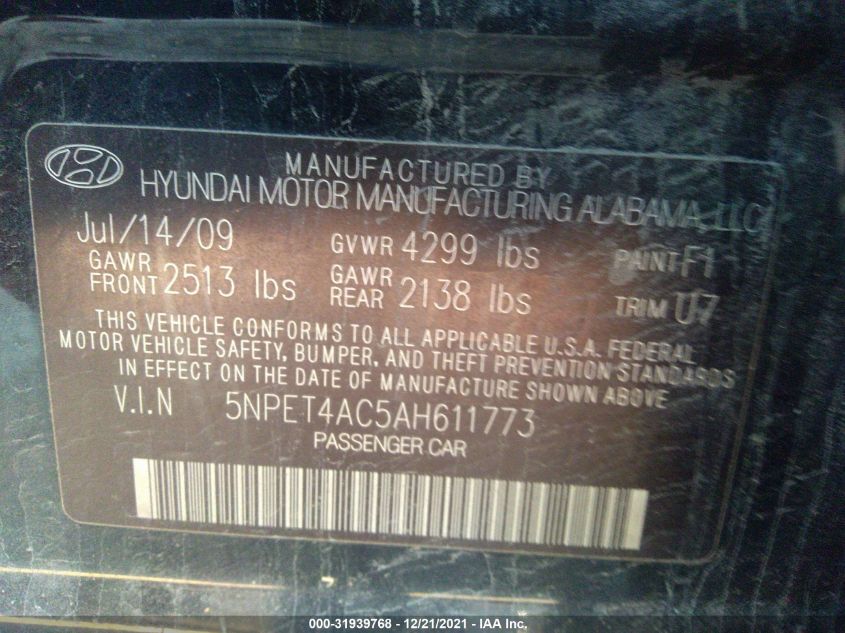 MANUFACTURED BY
HYUNDAI MOTOR MANUFACTURING ALABAMA, LLC
Jul/14/09 GVWR 4299 lbs PAINT F1
GAWR FRONT 2513 lbs GAWR REAR 2138 lbs TRIM U7
THIS VEHICLE CONFORMS TO ALL APPLICABLE U.S.A. FEDERAL
MOTOR VEHICLE SAFETY, BUMPER, AND THEFT PREVENTION STANDARDS
IN EFFECT ON THE DATE OF MANUFACTURE SHOWN ABOVE
V.I.N 5NPET4AC5AH611773
PASSENGER CAR
000-31939768 - 12/21/2021 - IAA Inc.